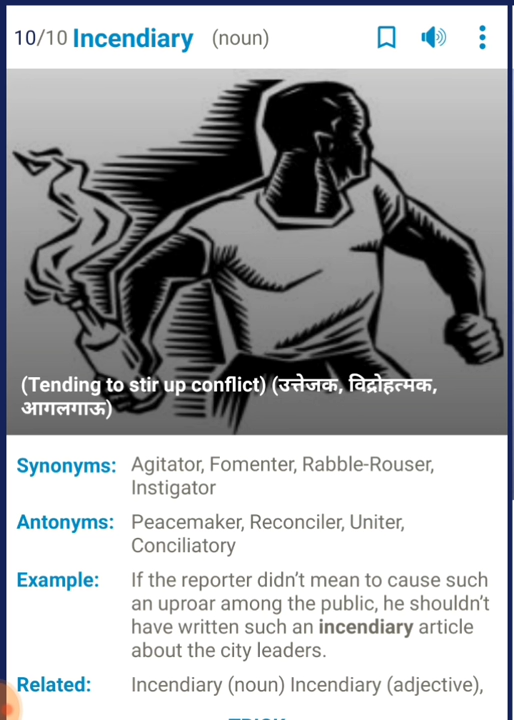 10/10 Incendiary (noun)
(Tending to stir up conflict) (उत्तेजक, विद्रोहत्मक,
आगलगाऊ)
Synonyms: Agitator, Fomenter, Rabble-Rouser,
Instigator
Antonyms: Peacemaker, Reconciler, Uniter,
Conciliatory
Example: If the reporter didn't mean to cause such
an uproar among the public, he shouldn't
have written such an incendiary article
about the city leaders.
Related: Incendiary (noun) Incendiary (adjective),